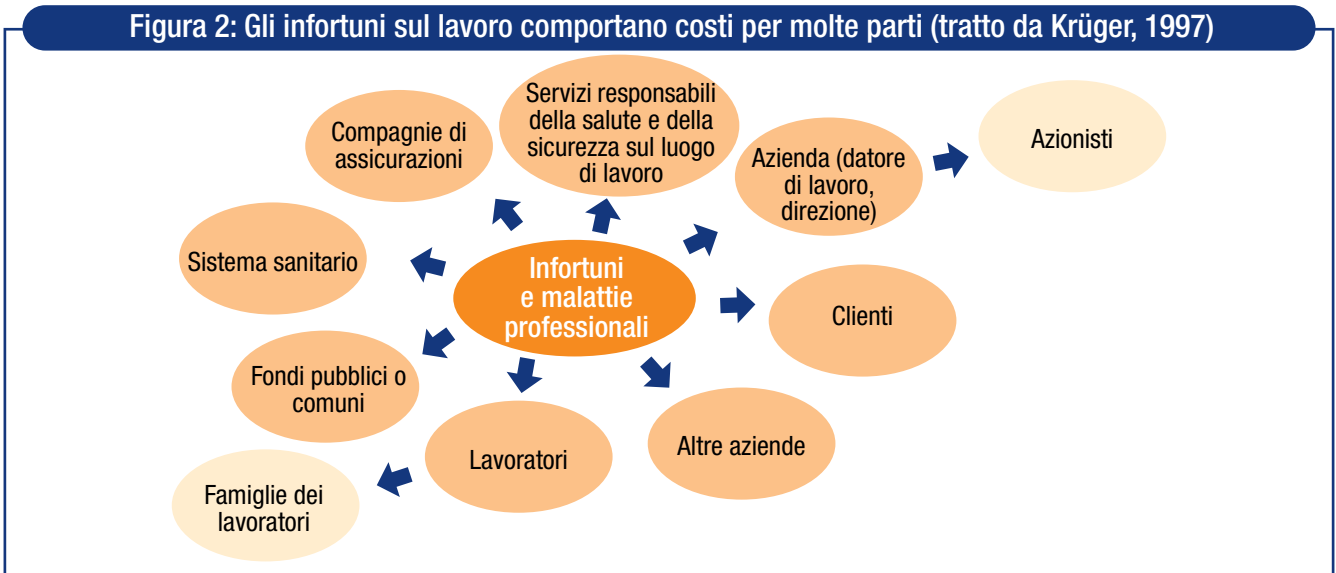 Figura 2: Gli infortuni sul lavoro comportano costi per molte parti (tratto da Krüger, 1997)
Servizi responsabili
della salute e della
sicurezza sul luogo
di lavoro
Compagnie di
assicurazioni
Azienda (datore
di lavoro,
direzione)
Azionisti
Sistema sanitario
Infortuni
e malattie
professionali
Clienti
Fondi pubblici o
comuni
Lavoratori
Altre aziende
Famiglie dei
lavoratori